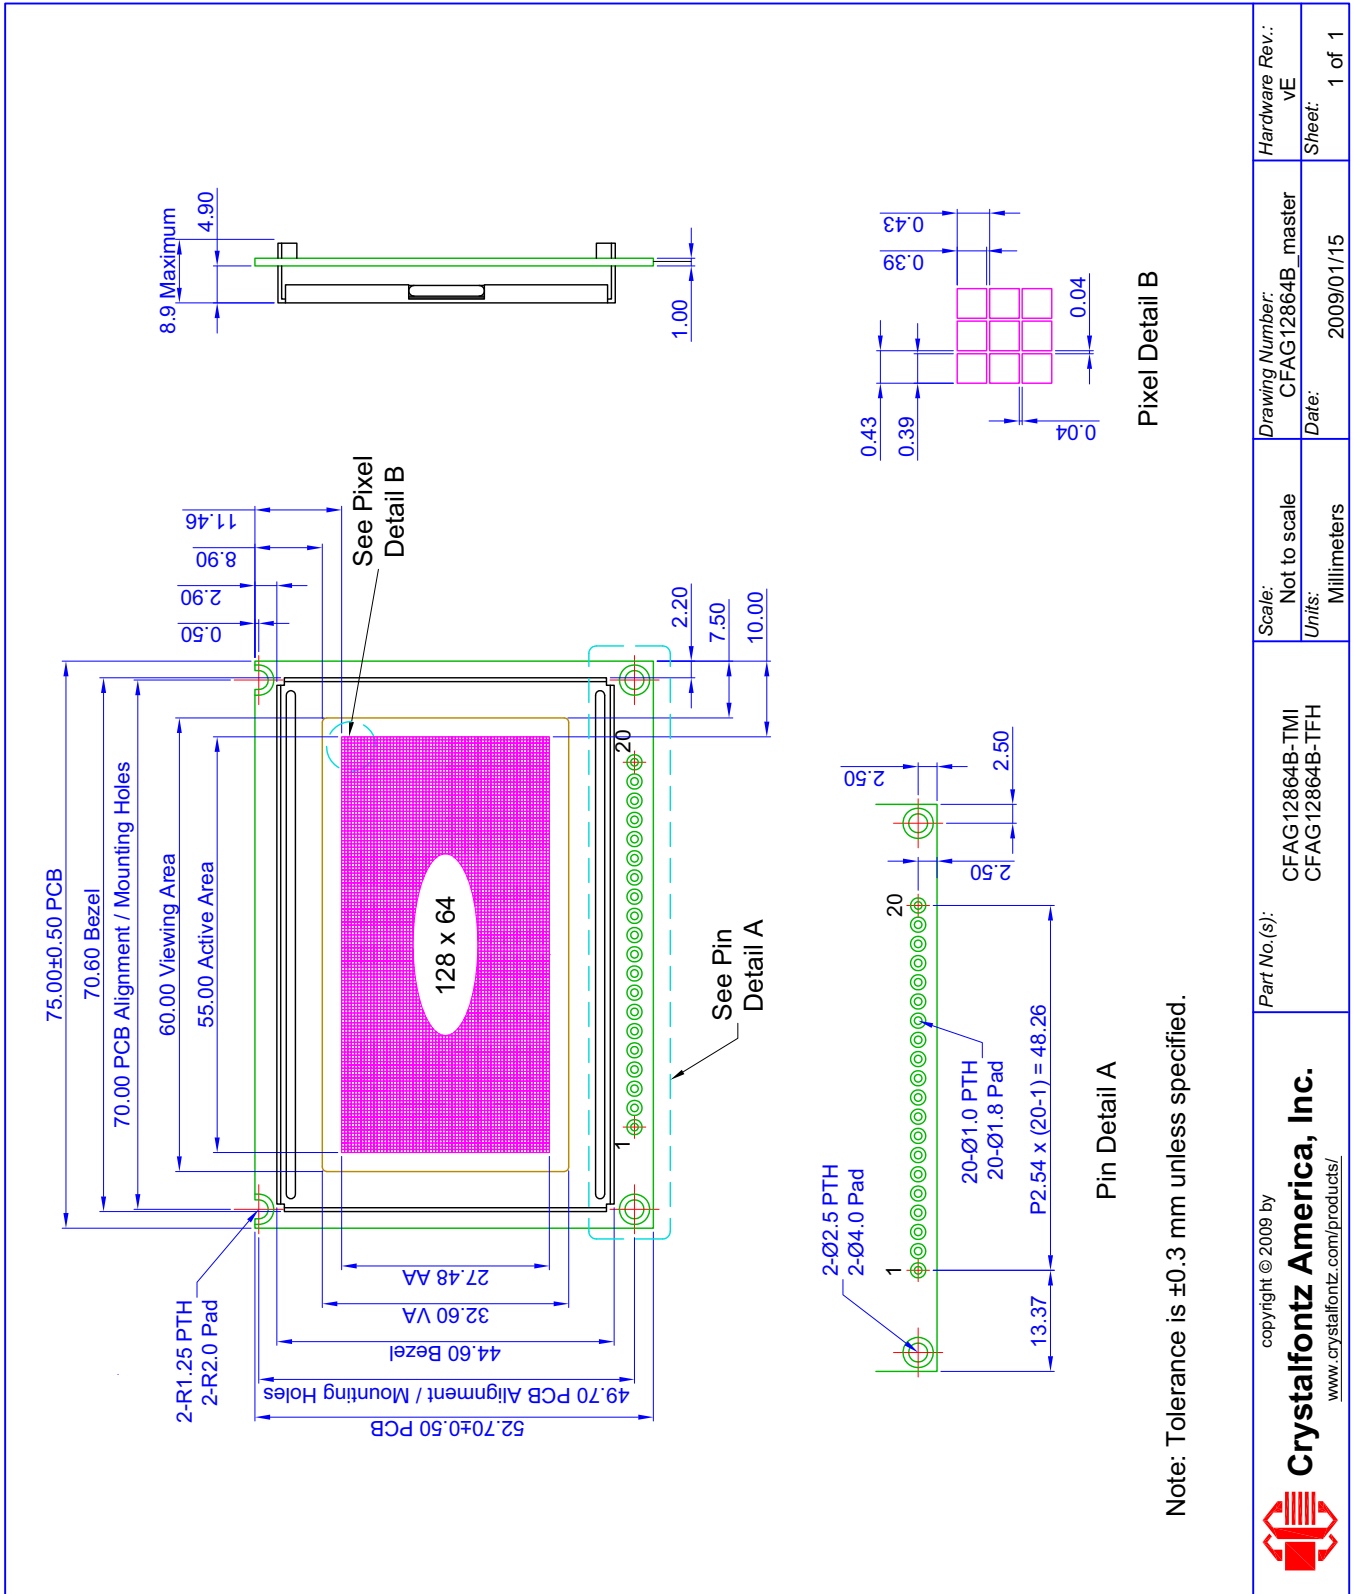 75.00±0.50 PCB
70.60 Bezel
70.00 PCB Alignment / Mounting Holes
60.00 Viewing Area
55.00 Active Area
2-R1.25 PTH
2-R2.0 Pad
52.70±0.50 PCB
49.70 PCB Alignment / Mounting Holes
44.60 Bezel
32.60 VA
27.48 AA
128 x 64
1
20
0.50
2.90
8.90
11.46
See Pixel
Detail B
2.20
7.50
10.00
See Pin
Detail A
8.9 Maximum
4.90
1.00
2-Ø2.5 PTH
2-Ø4.0 Pad
1
20
20-Ø1.0 PTH
20-Ø1.8 Pad
13.37
P2.54 x (20-1) = 48.26
2.50
2.50
2.50
Pin Detail A
0.43
0.39
0.04
0.43
0.39
0.04
Pixel Detail B
Note: Tolerance is ±0.3 mm unless specified.
copyright © 2009 by
Crystalfontz America, Inc.
www.crystalfontz.com/products/
Part No.(s):
CFAG12864B-TMI
CFAG12864B-TFH
Scale:
Not to scale
Units:
Millimeters
Drawing Number:
CFAG12864B_master
Date:
2009/01/15
Hardware Rev.:
vE
Sheet:
1 of 1